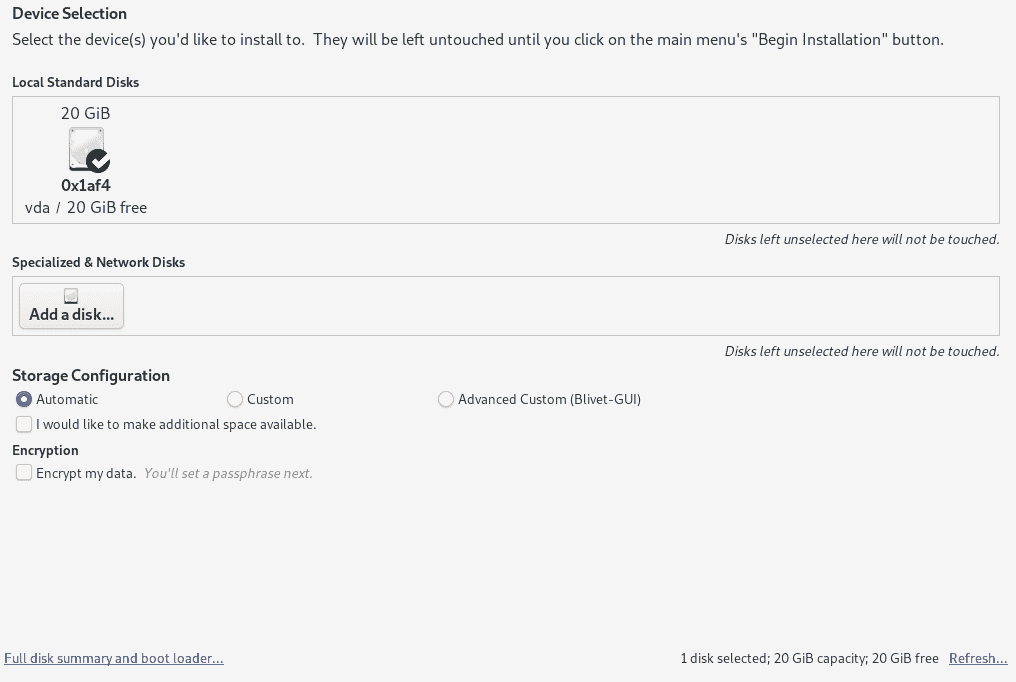 Device Selection
Select the device(s) you'd like to install to.  They will be left untouched until you click on the main menu's "Begin Installation" button.
Local Standard Disks
20 GiB
0x1af4
vda / 20 GiB free
Disks left unselected here will not be touched.
Specialized & Network Disks
Add a disk...
Disks left unselected here will not be touched.
Storage Configuration
Automatic Custom Advanced Custom (Blivet-GUI)
I would like to make additional space available.
Encryption
Encrypt my data. You'll set a passphrase next.
Full disk summary and boot loader... 1 disk selected; 20 GiB capacity; 20 GiB free Refresh...